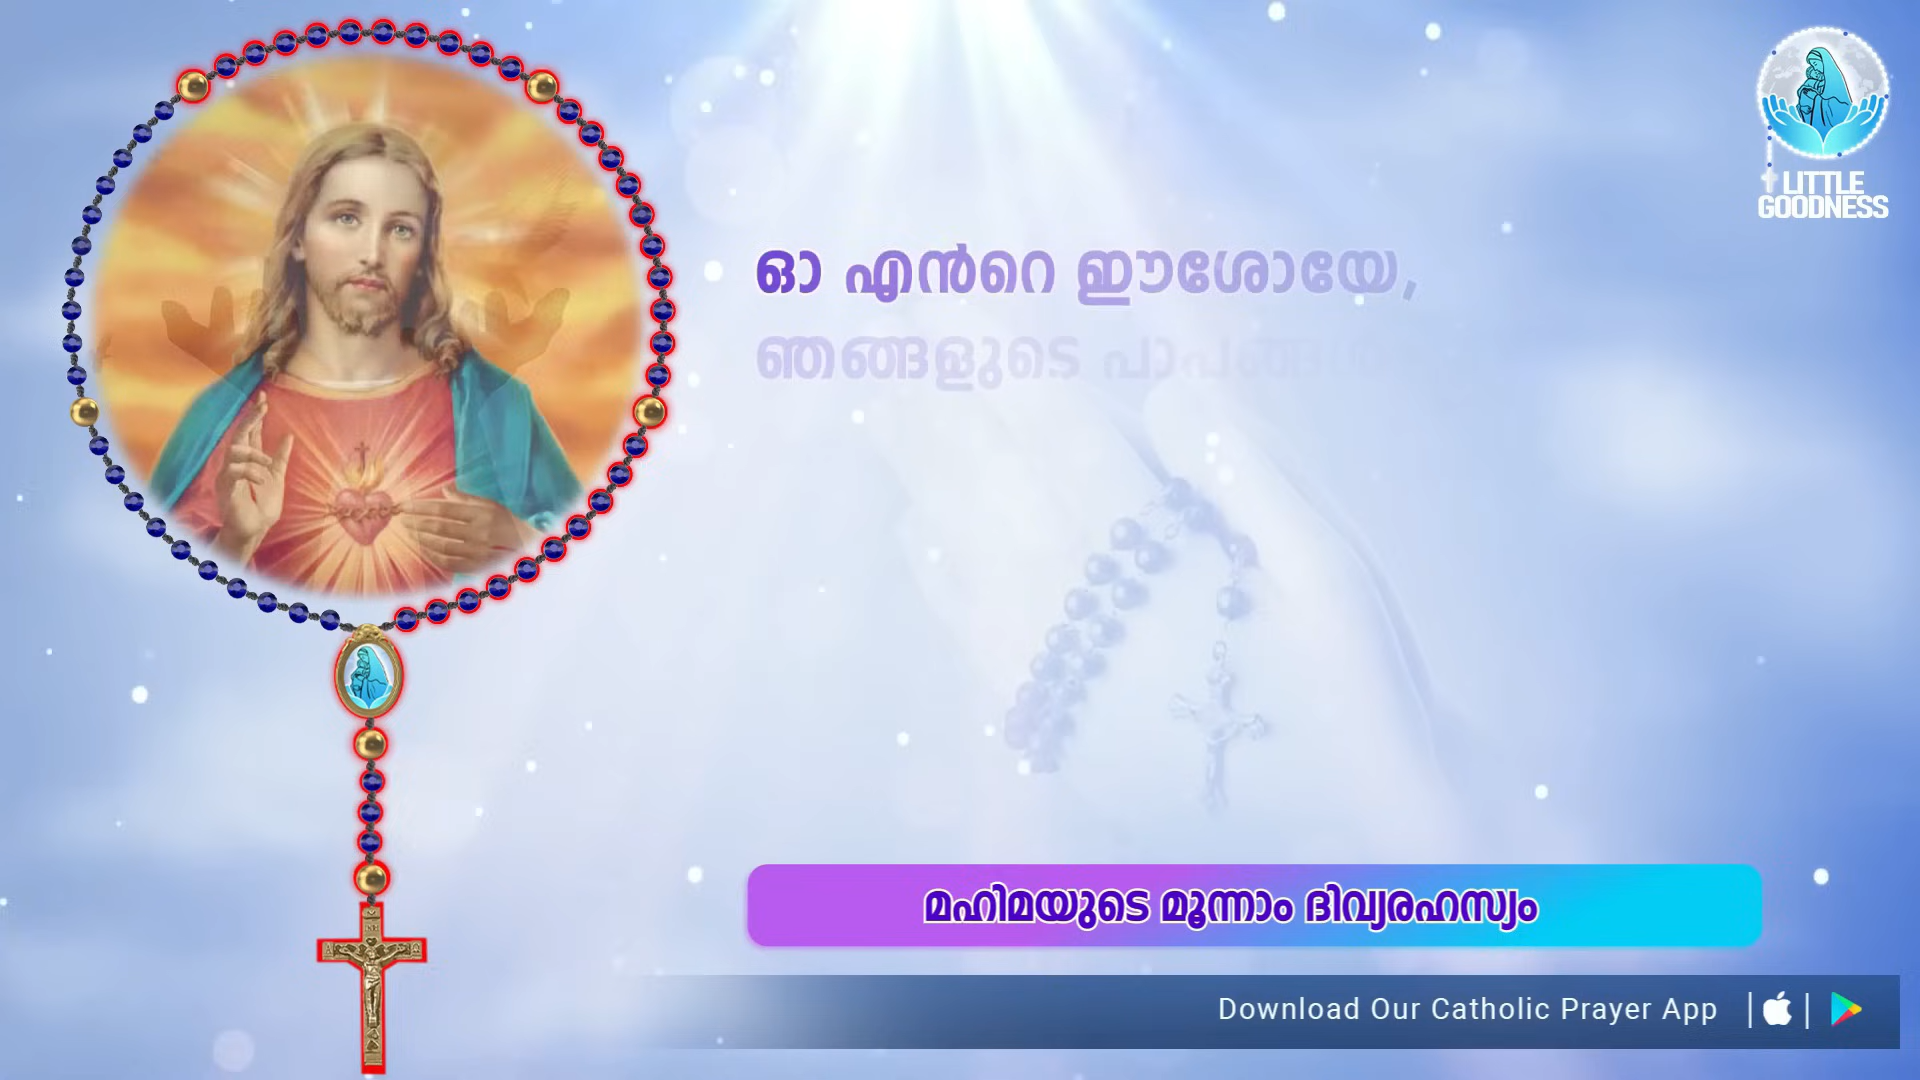 LITTLE
GOODNESS
ഓ എൻറെ ഈശോയേ,
ഞങ്ങളുടെ
മഹിമയുടെ മൂന്നാം ദിവ്യരഹസ്യം
Download Our Catholic Prayer App